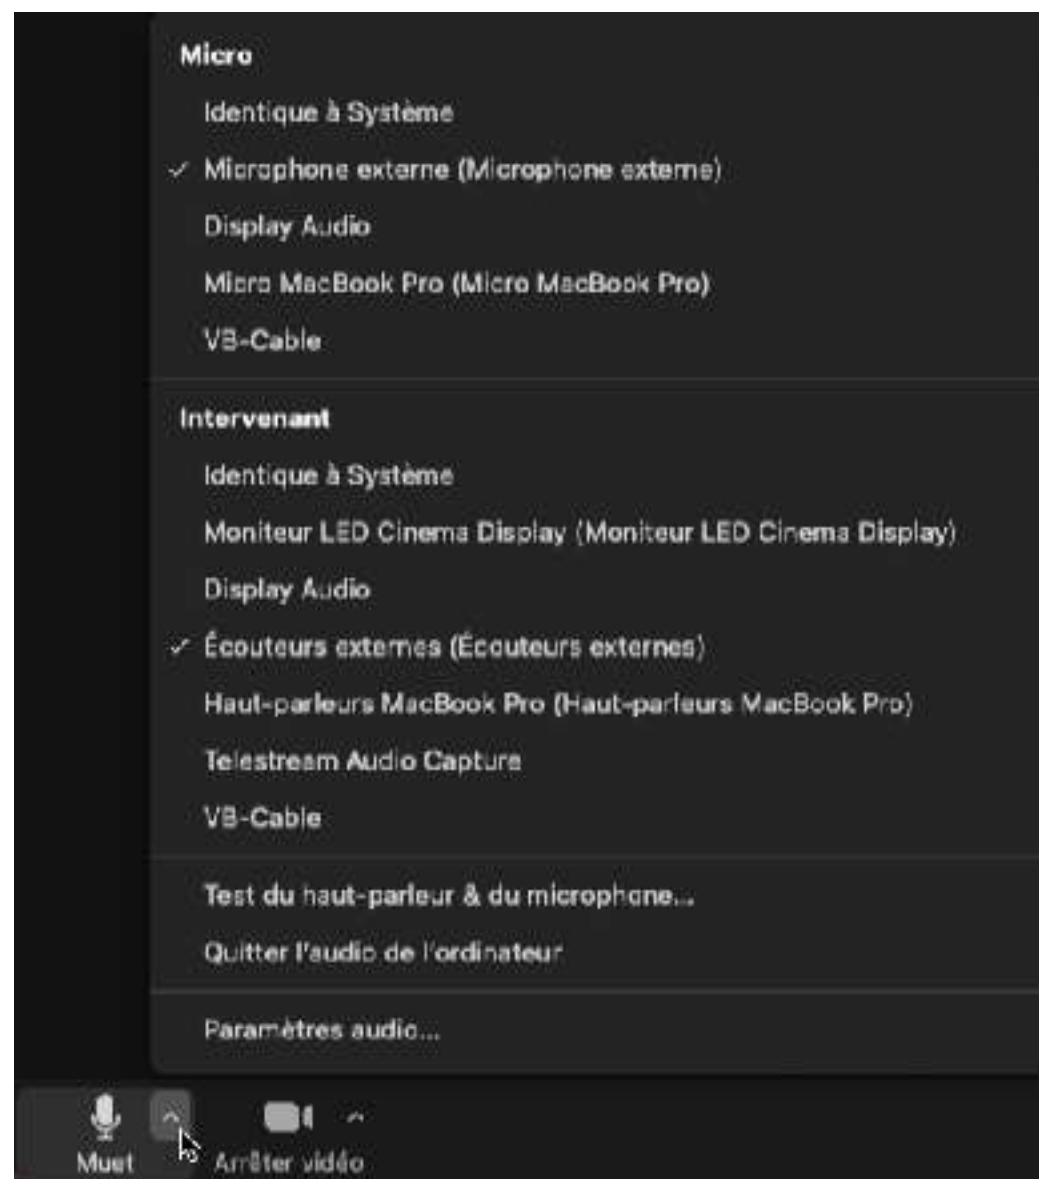 Micro
Identique à Système
✓ Microphone externe (Microphone externe)
Display Audio
Micro MacBook Pro (Micro MacBook Pro)
VB-Cable
Intervenant
Identique à Système
Moniteur LED Cinema Display (Moniteur LED Cinema Display)
Display Audio
✓ Écouteurs externes (Écouteurs externes)
Haut-parleurs MacBook Pro (Haut-parleurs MacBook Pro)
Telestream Audio Capture
VB-Cable
Test du haut-parleur & du microphone...
Quitter l'audio de l'ordinateur
Paramètres audio...
Muet
Arrêter vidéo